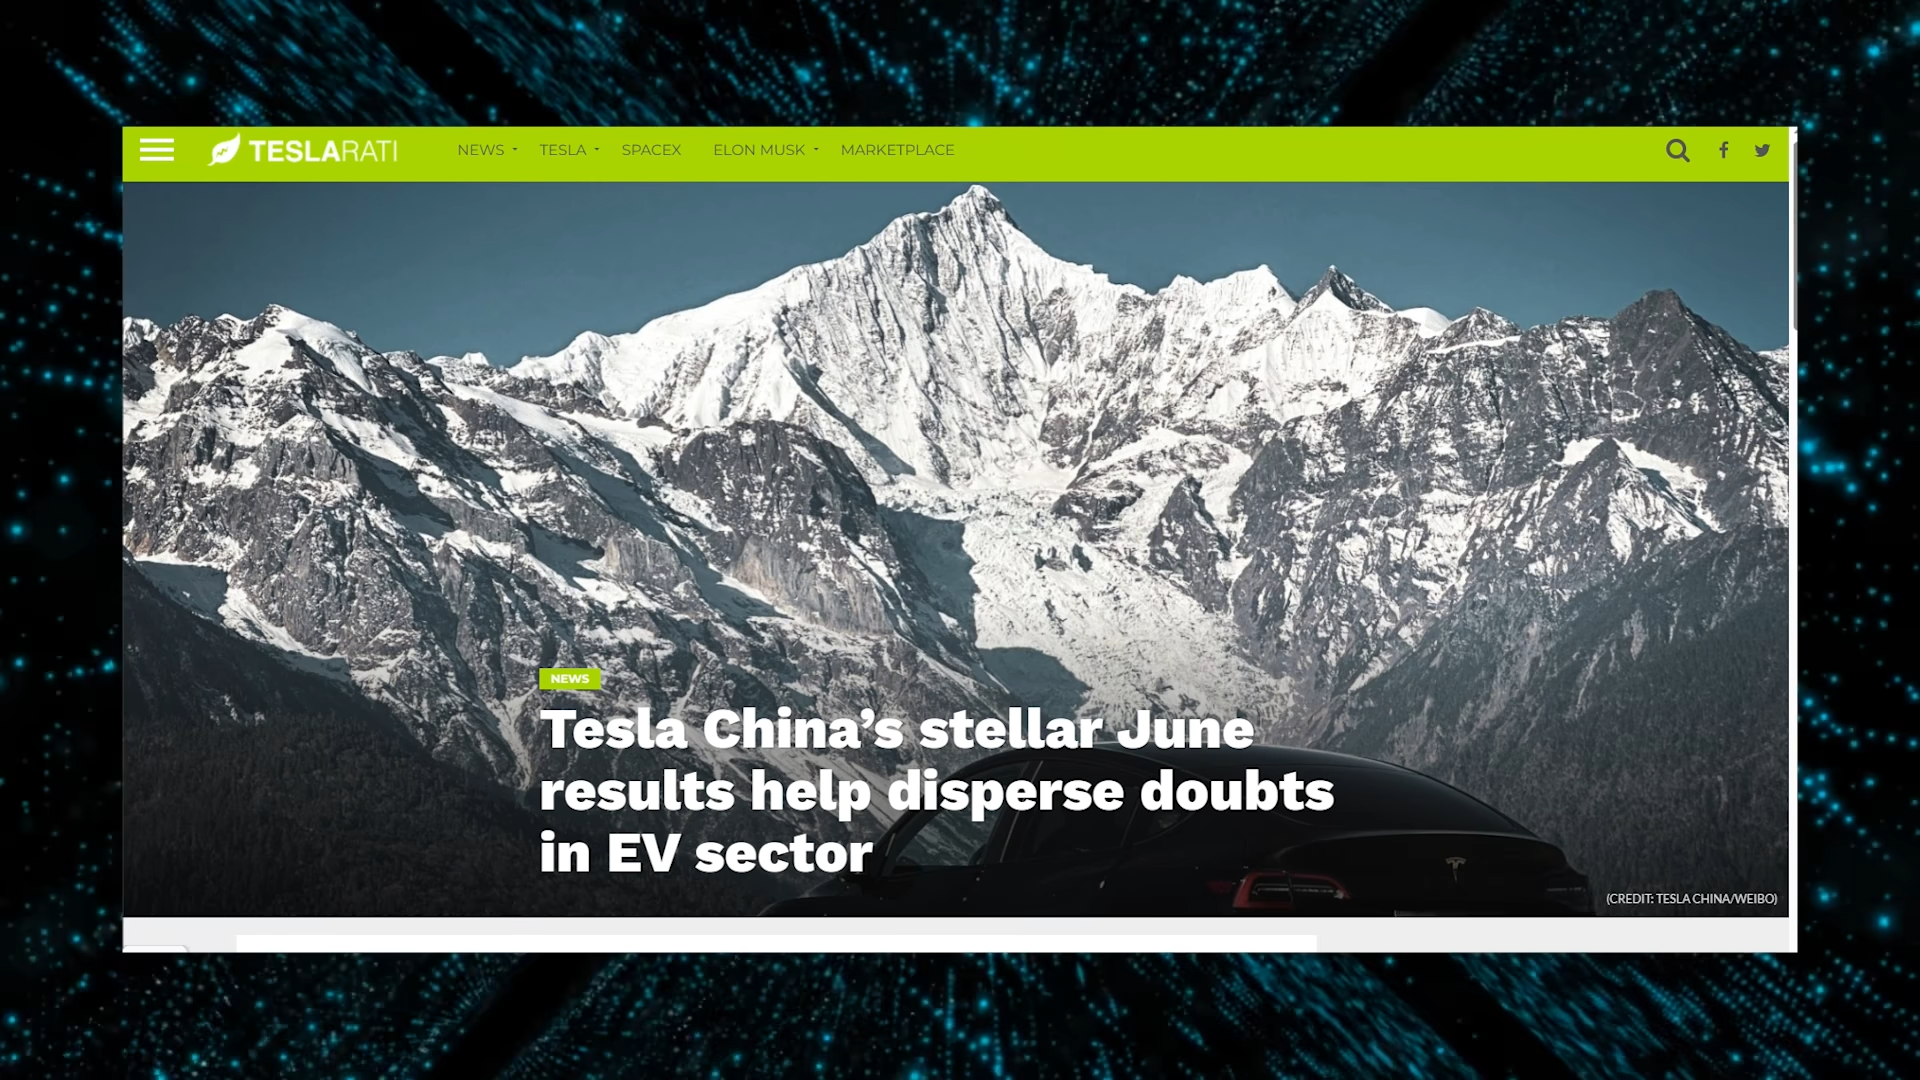 TESLARATI
NEWS TESLA SPACEX ELON MUSK MARKETPLACE
NEWS
Tesla China’s stellar June
results help disperse doubts
in EV sector
(CREDIT: TESLA CHINA/WEIBO)